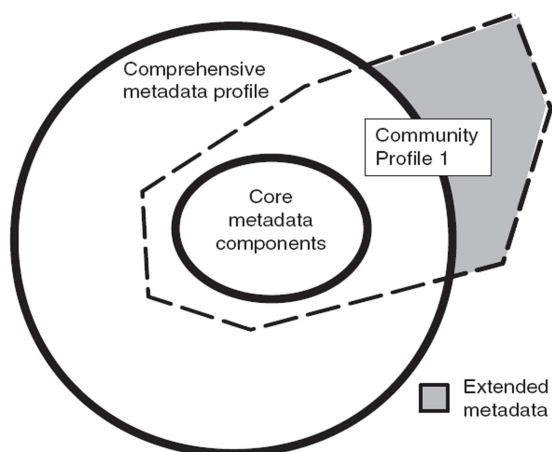 Comprehensive
metadata profile
Community
Profile 1
Core
metadata
components
Extended
metadata